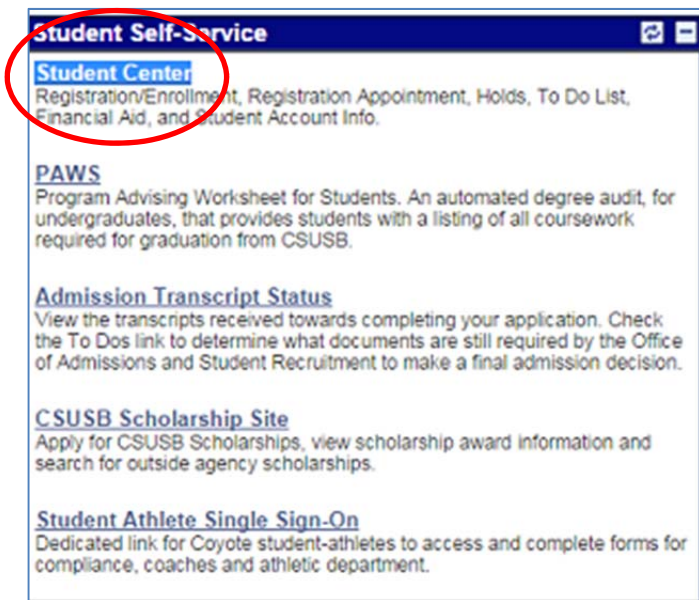 Student Self-Service
Student Center
Registration/Enrollment, Registration Appointment, Holds, To Do List,
Financial Aid, and Student Account Info.
PAWS
Program Advising Worksheet for Students. An automated degree audit, for
undergraduates, that provides students with a listing of all coursework
required for graduation from CSUSB.
Admission Transcript Status
View the transcripts received towards completing your application. Check
the To Dos link to determine what documents are still required by the Office
of Admissions and Student Recruitment to make a final admission decision.
CSUSB Scholarship Site
Apply for CSUSB Scholarships, view scholarship award information and
search for outside agency scholarships.
Student Athlete Single Sign-On
Dedicated link for Coyote student-athletes to access and complete forms for
compliance, coaches and athletic department.